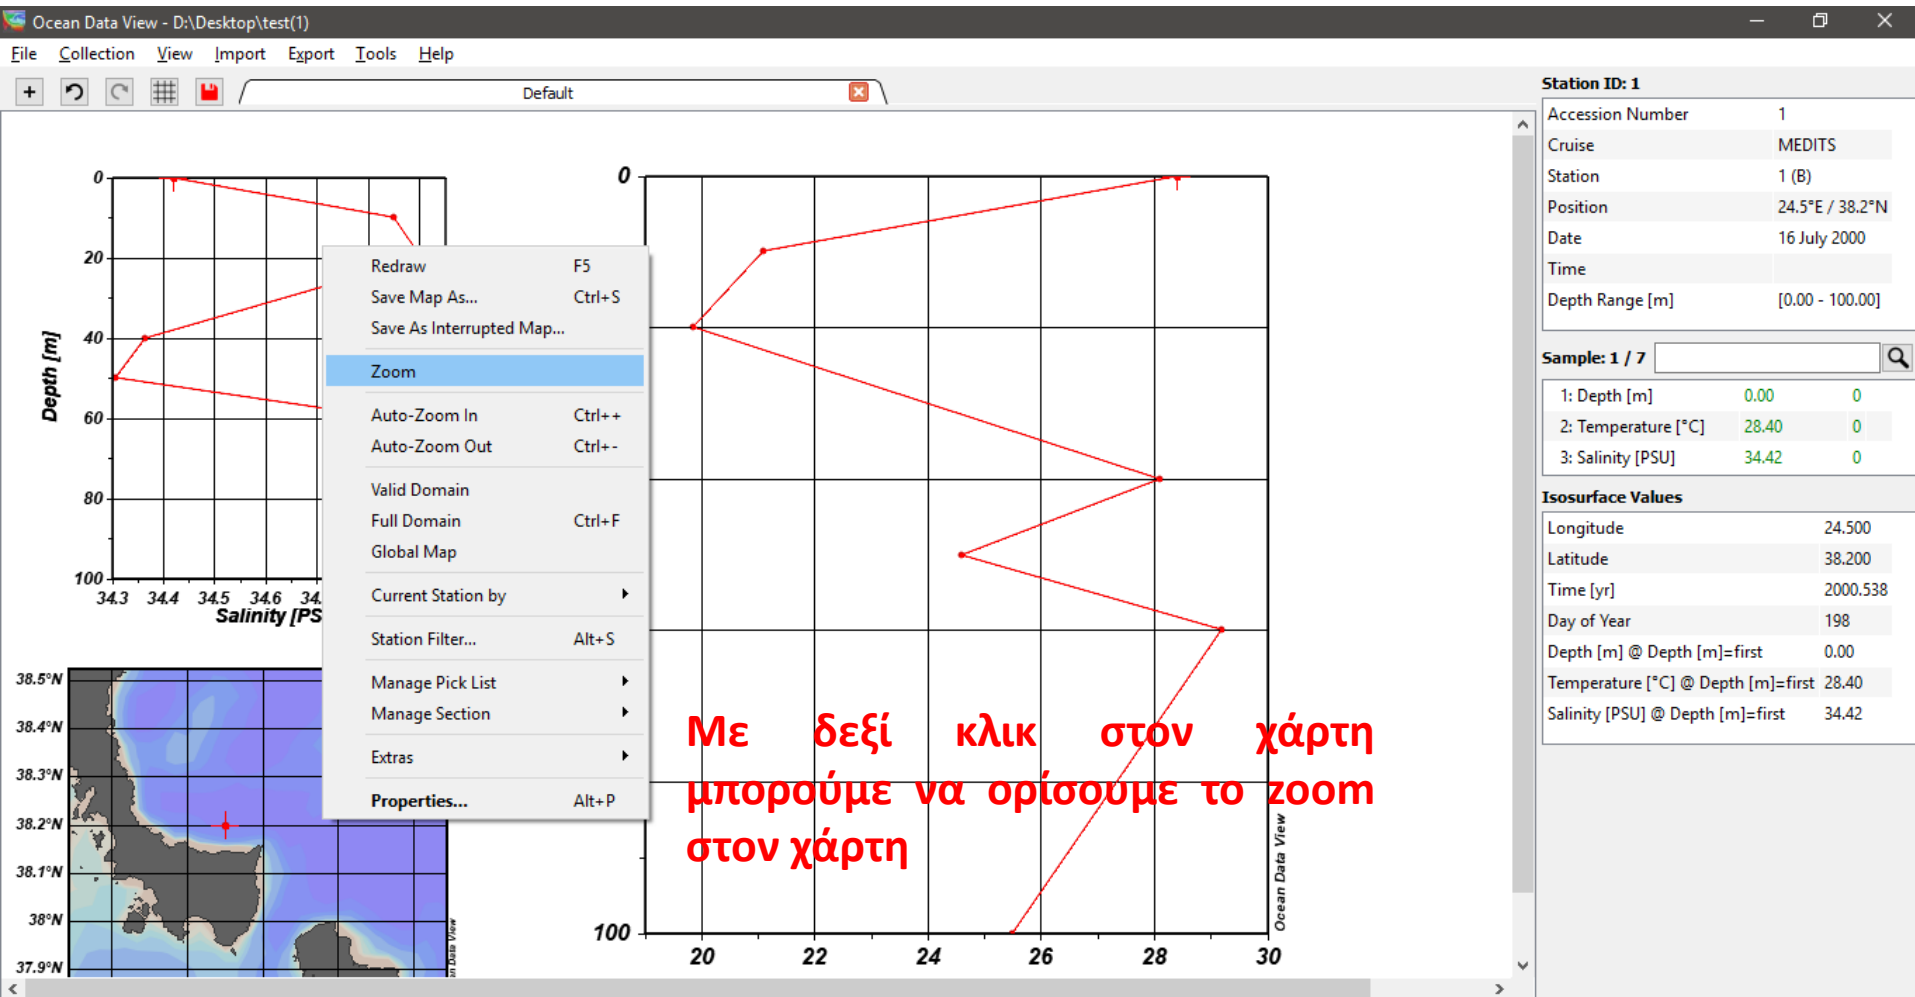 Ocean Data View - D:\Desktop\test(1)
File Collection View Import Export Tools Help
Default
0
20
40
60
80
100
Depth [m]
34.3 34.4 34.5 34.6 34.
Salinity [PS
Redraw F5
Save Map As... Ctrl+S
Save As Interrupted Map...
Zoom
Auto-Zoom In Ctrl++
Auto-Zoom Out Ctrl+-
Valid Domain
Full Domain Ctrl+F
Global Map
Current Station by
Station Filter... Alt+S
Manage Pick List
Manage Section
Extras
Properties... Alt+P
38.5°N
38.4°N
38.3°N
38.2°N
38.1°N
38°N
37.9°N
an Data View
0
100
20 22 24 26 28 30
Ocean Data View
Με δεξί κλικ στον χάρτη
μπορούμε να ορίσουμε το zoom
στον χάρτη
Station ID: 1
Accession Number 1
Cruise MEDITS
Station 1 (B)
Position 24.5°E / 38.2°N
Date 16 July 2000
Time
Depth Range [m] [0.00 - 100.00]
Sample: 1 / 7
1: Depth [m] 0.00 0
2: Temperature [°C] 28.40 0
3: Salinity [PSU] 34.42 0
Isosurface Values
Longitude 24.500
Latitude 38.200
Time [yr] 2000.538
Day of Year 198
Depth [m] @ Depth [m]=first 0.00
Temperature [°C] @ Depth [m]=first 28.40
Salinity [PSU] @ Depth [m]=first 34.42